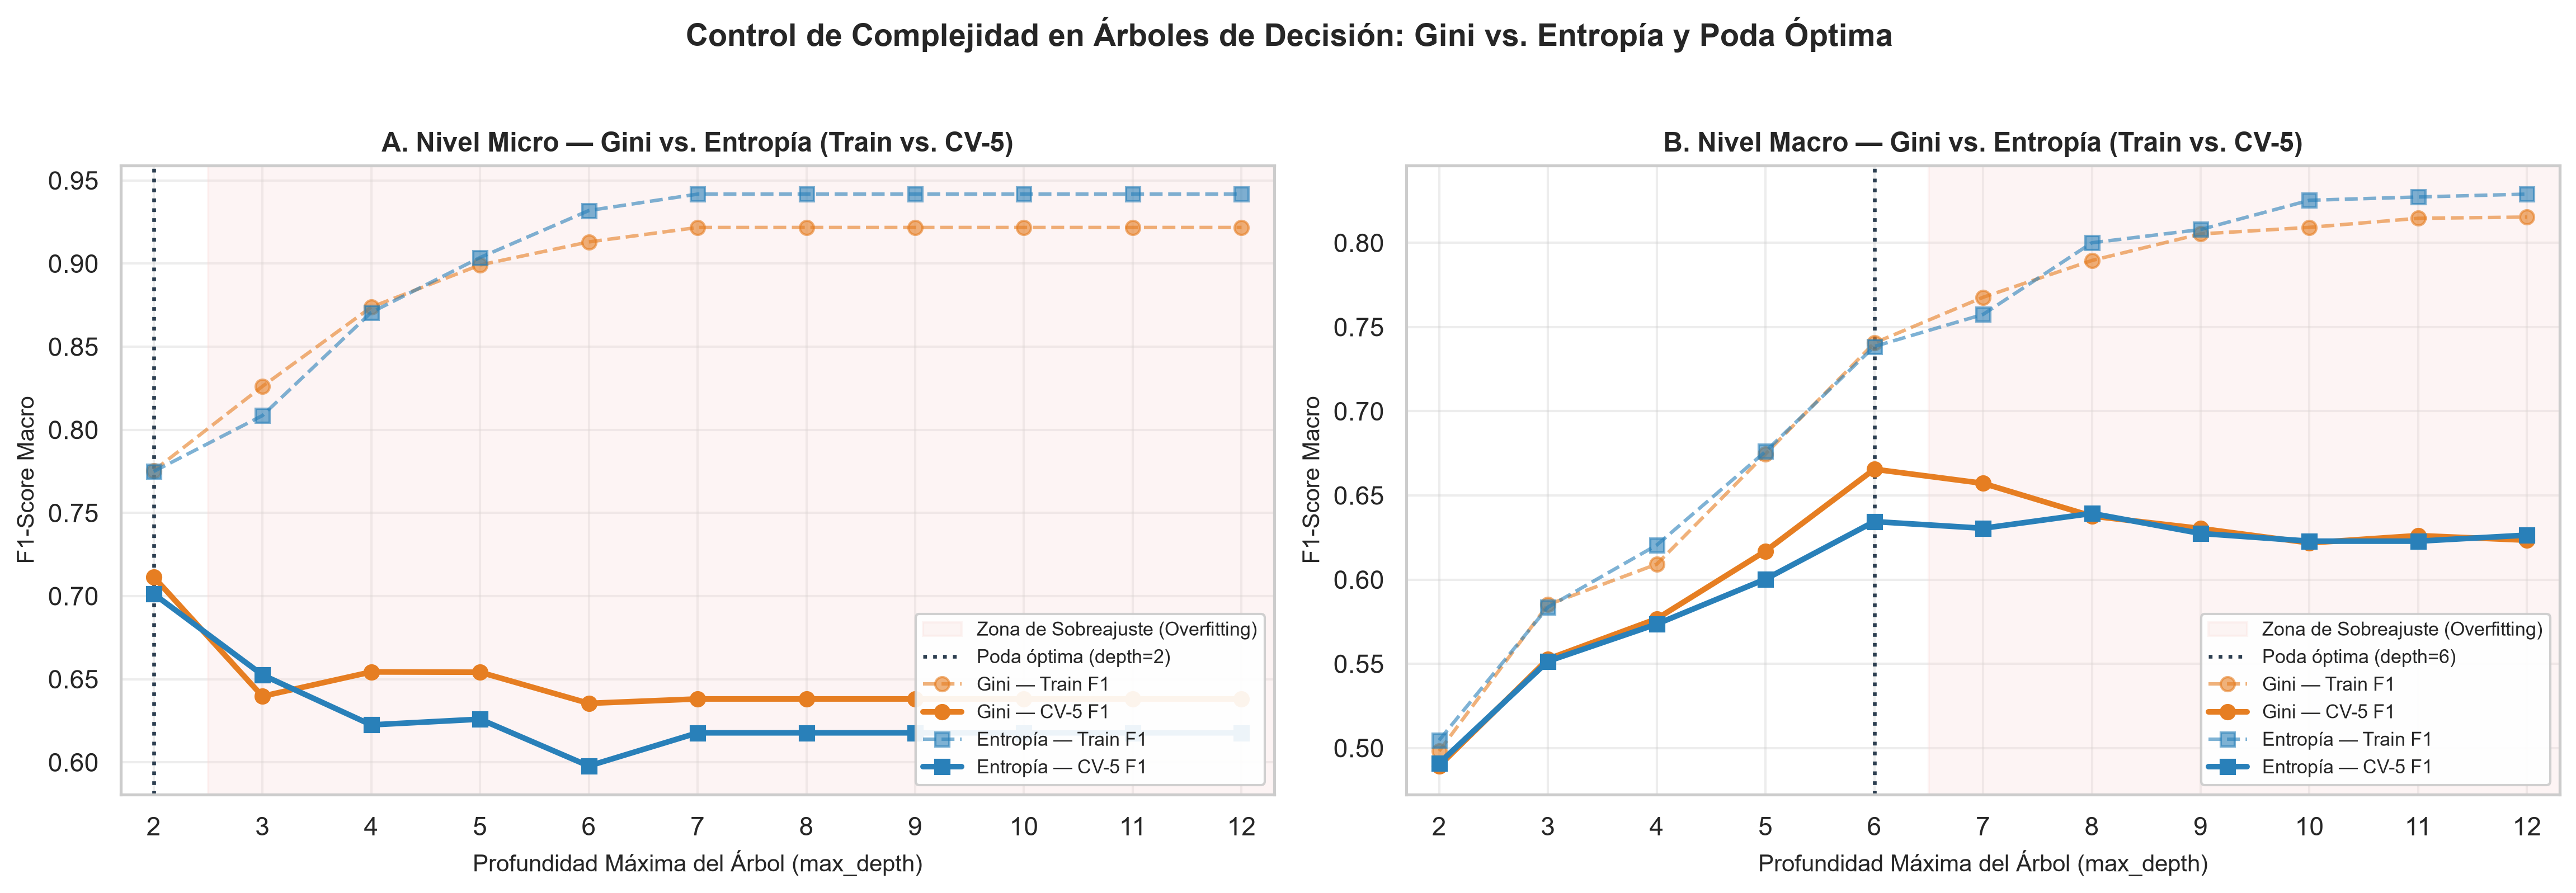 Control de Complejidad en Árboles de Decisión: Gini vs. Entropía y Poda Óptima
A. Nivel Micro — Gini vs. Entropía (Train vs. CV-5)
F1-Score Macro
0.95
0.90
0.85
0.80
0.75
0.70
0.65
0.60
Zona de Sobreajuste (Overfitting)
Poda óptima (depth=2)
Gini — Train F1
Gini — CV-5 F1
Entropía — Train F1
Entropía — CV-5 F1
2 3 4 5 6 7 8 9 10 11 12
Profundidad Máxima del Árbol (max_depth)
B. Nivel Macro — Gini vs. Entropía (Train vs. CV-5)
F1-Score Macro
0.80
0.75
0.70
0.65
0.60
0.55
0.50
Zona de Sobreajuste (Overfitting)
Poda óptima (depth=6)
Gini — Train F1
Gini — CV-5 F1
Entropía — Train F1
Entropía — CV-5 F1
2 3 4 5 6 7 8 9 10 11 12
Profundidad Máxima del Árbol (max_depth)